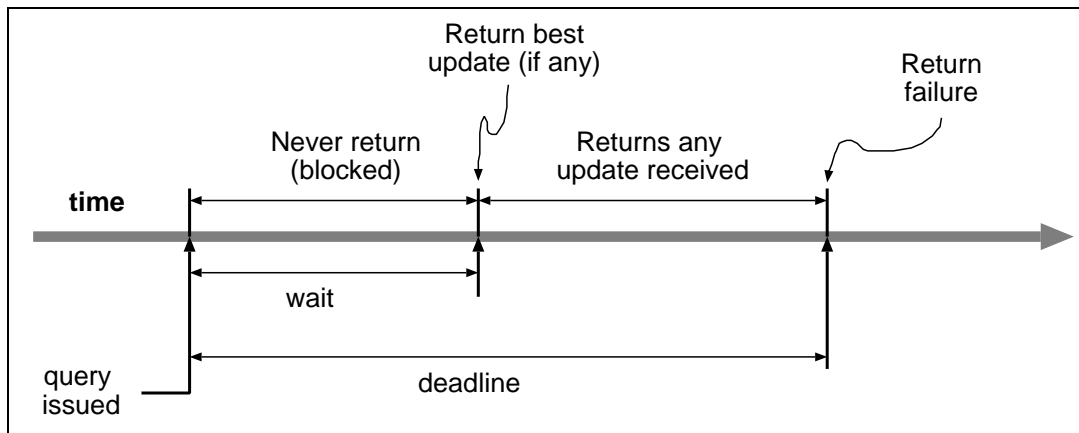 Return best
update (if any)
Return
failure
Never return
(blocked)
Returns any
update received
time
wait
query
issued
deadline